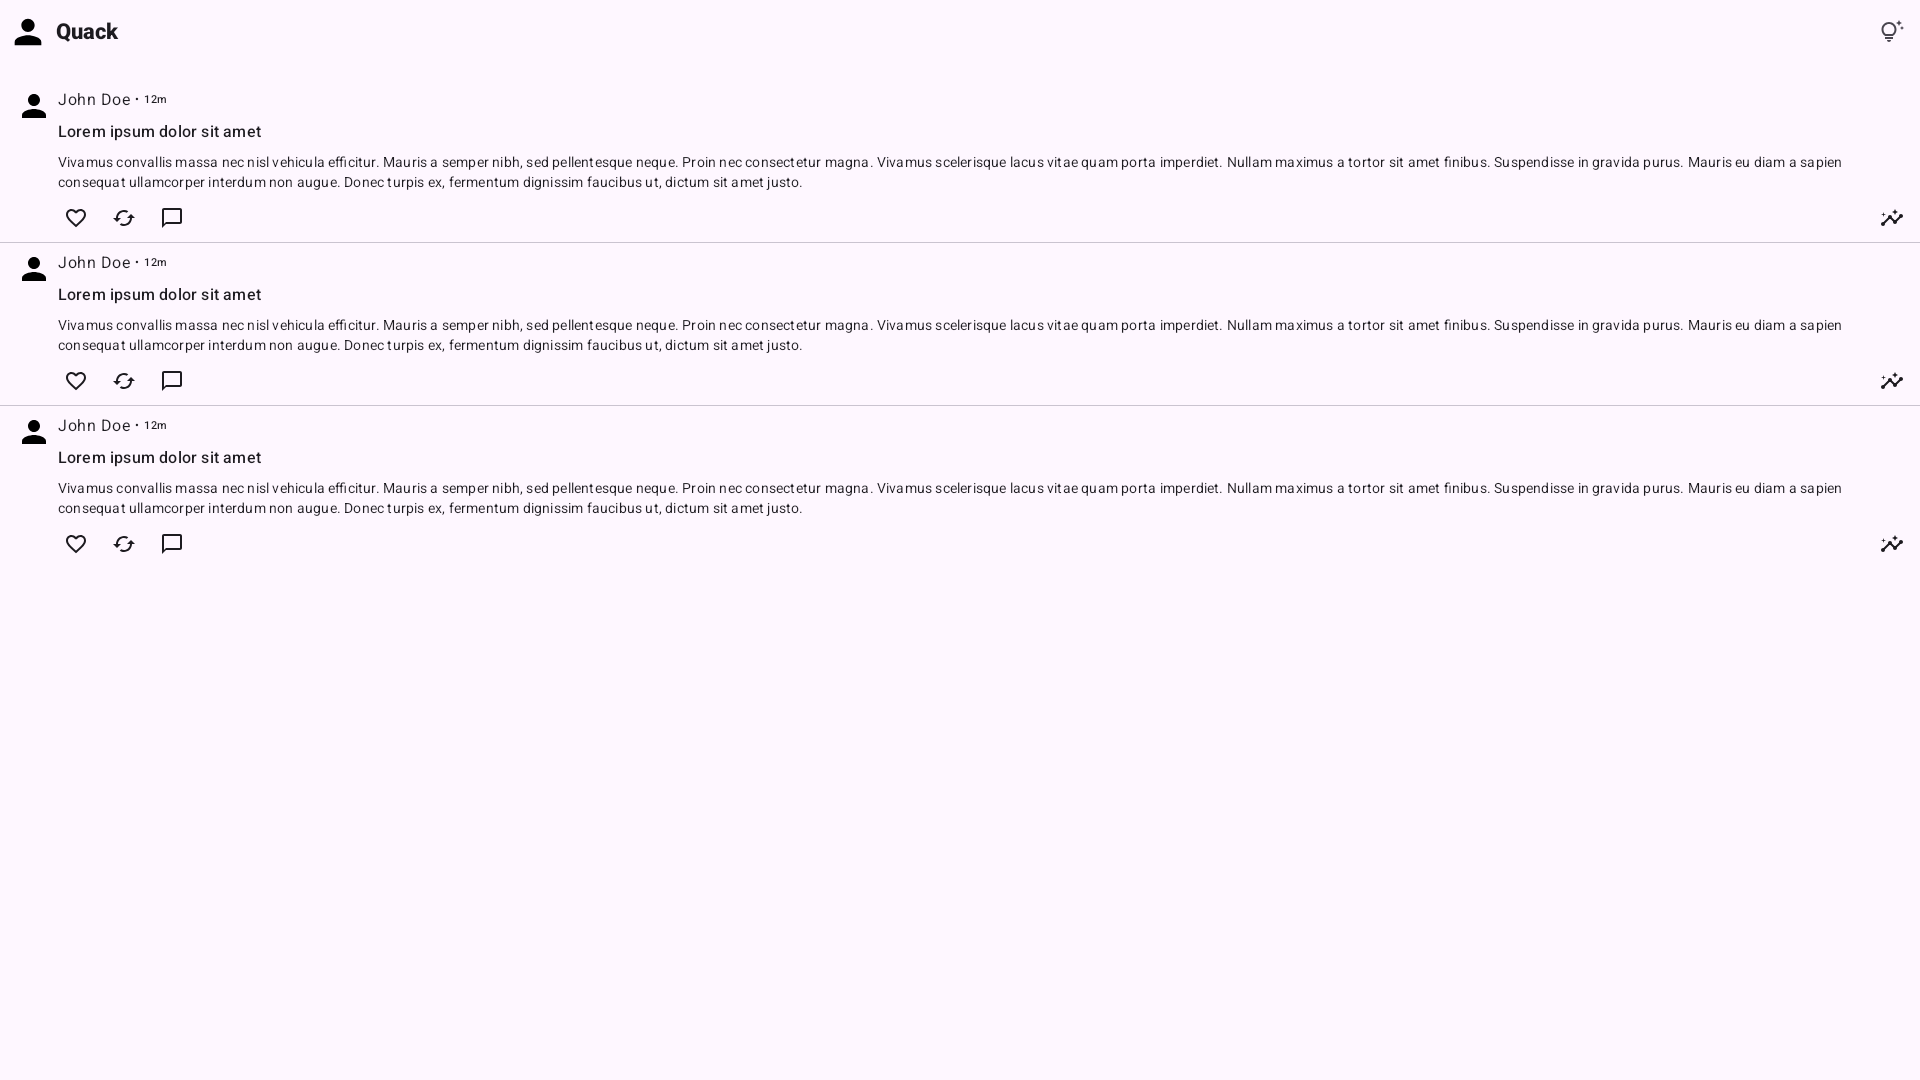 Quack
John Doe · 12m
Lorem ipsum dolor sit amet
Vivamus convallis massa nec nisl vehicula efficitur. Mauris a semper nibh, sed pellentesque neque. Proin nec consectetur magna. Vivamus scelerisque lacus vitae quam porta imperdiet. Nullam maximus a tortor sit amet finibus. Suspendisse in gravida purus. Mauris eu diam a sapien
consequat ullamcorper interdum non augue. Donec turpis ex, fermentum dignissim faucibus ut, dictum sit amet justo.
John Doe · 12m
Lorem ipsum dolor sit amet
Vivamus convallis massa nec nisl vehicula efficitur. Mauris a semper nibh, sed pellentesque neque. Proin nec consectetur magna. Vivamus scelerisque lacus vitae quam porta imperdiet. Nullam maximus a tortor sit amet finibus. Suspendisse in gravida purus. Mauris eu diam a sapien
consequat ullamcorper interdum non augue. Donec turpis ex, fermentum dignissim faucibus ut, dictum sit amet justo.
John Doe · 12m
Lorem ipsum dolor sit amet
Vivamus convallis massa nec nisl vehicula efficitur. Mauris a semper nibh, sed pellentesque neque. Proin nec consectetur magna. Vivamus scelerisque lacus vitae quam porta imperdiet. Nullam maximus a tortor sit amet finibus. Suspendisse in gravida purus. Mauris eu diam a sapien
consequat ullamcorper interdum non augue. Donec turpis ex, fermentum dignissim faucibus ut, dictum sit amet justo.